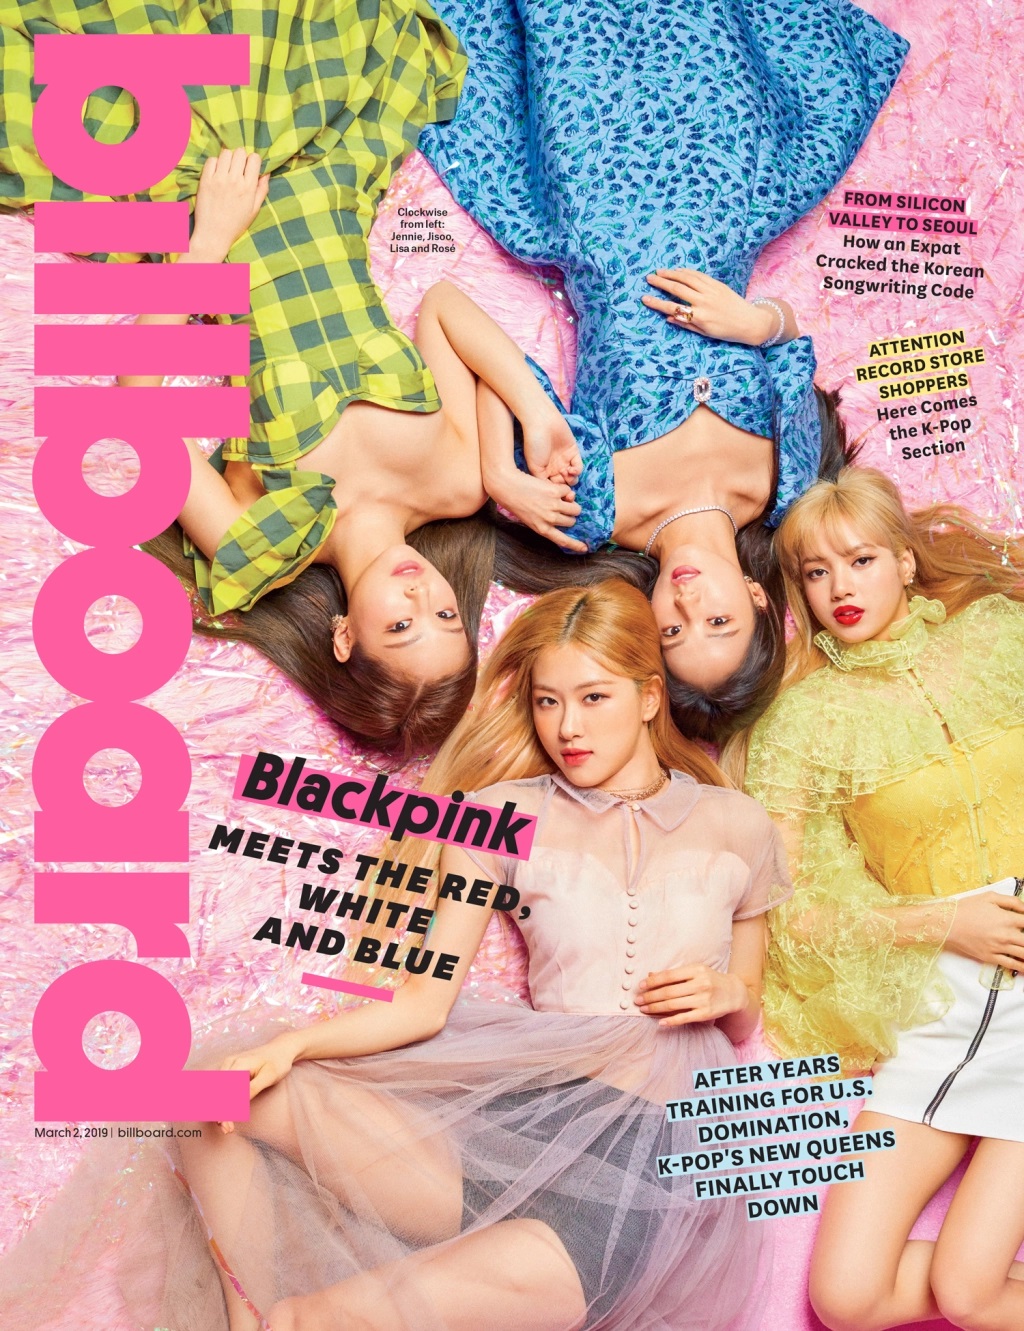 billboard
Clockwise
from left:
Jennie, Jisoo,
Lisa and Rosé
FROM SILICON
VALLEY TO SEOUL
How an Expat
Cracked the Korean
Songwriting Code
ATTENTION
RECORD STORE
SHOPPERS
Here Comes
the K-Pop
Section
Blackpink
MEETS THE RED,
WHITE
AND BLUE
AFTER YEARS
TRAINING FOR U.S.
DOMINATION,
K-POP'S NEW QUEENS
FINALLY TOUCH
DOWN
March 2, 2019 | billboard.com